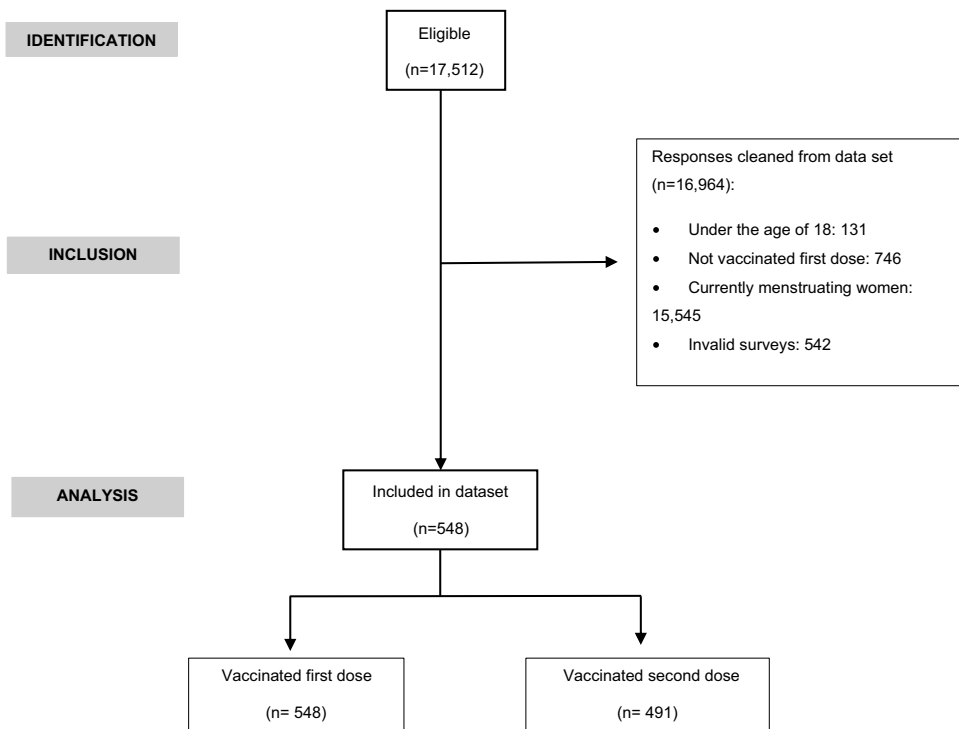 IDENTIFICATION
Eligible
(n=17,512)
Responses cleaned from data set
(n=16,964):
• Under the age of 18: 131
• Not vaccinated first dose: 746
• Currently menstruating women:
15,545
• Invalid surveys: 542
INCLUSION
ANALYSIS
Included in dataset
(n=548)
Vaccinated first dose
(n= 548)
Vaccinated second dose
(n= 491)